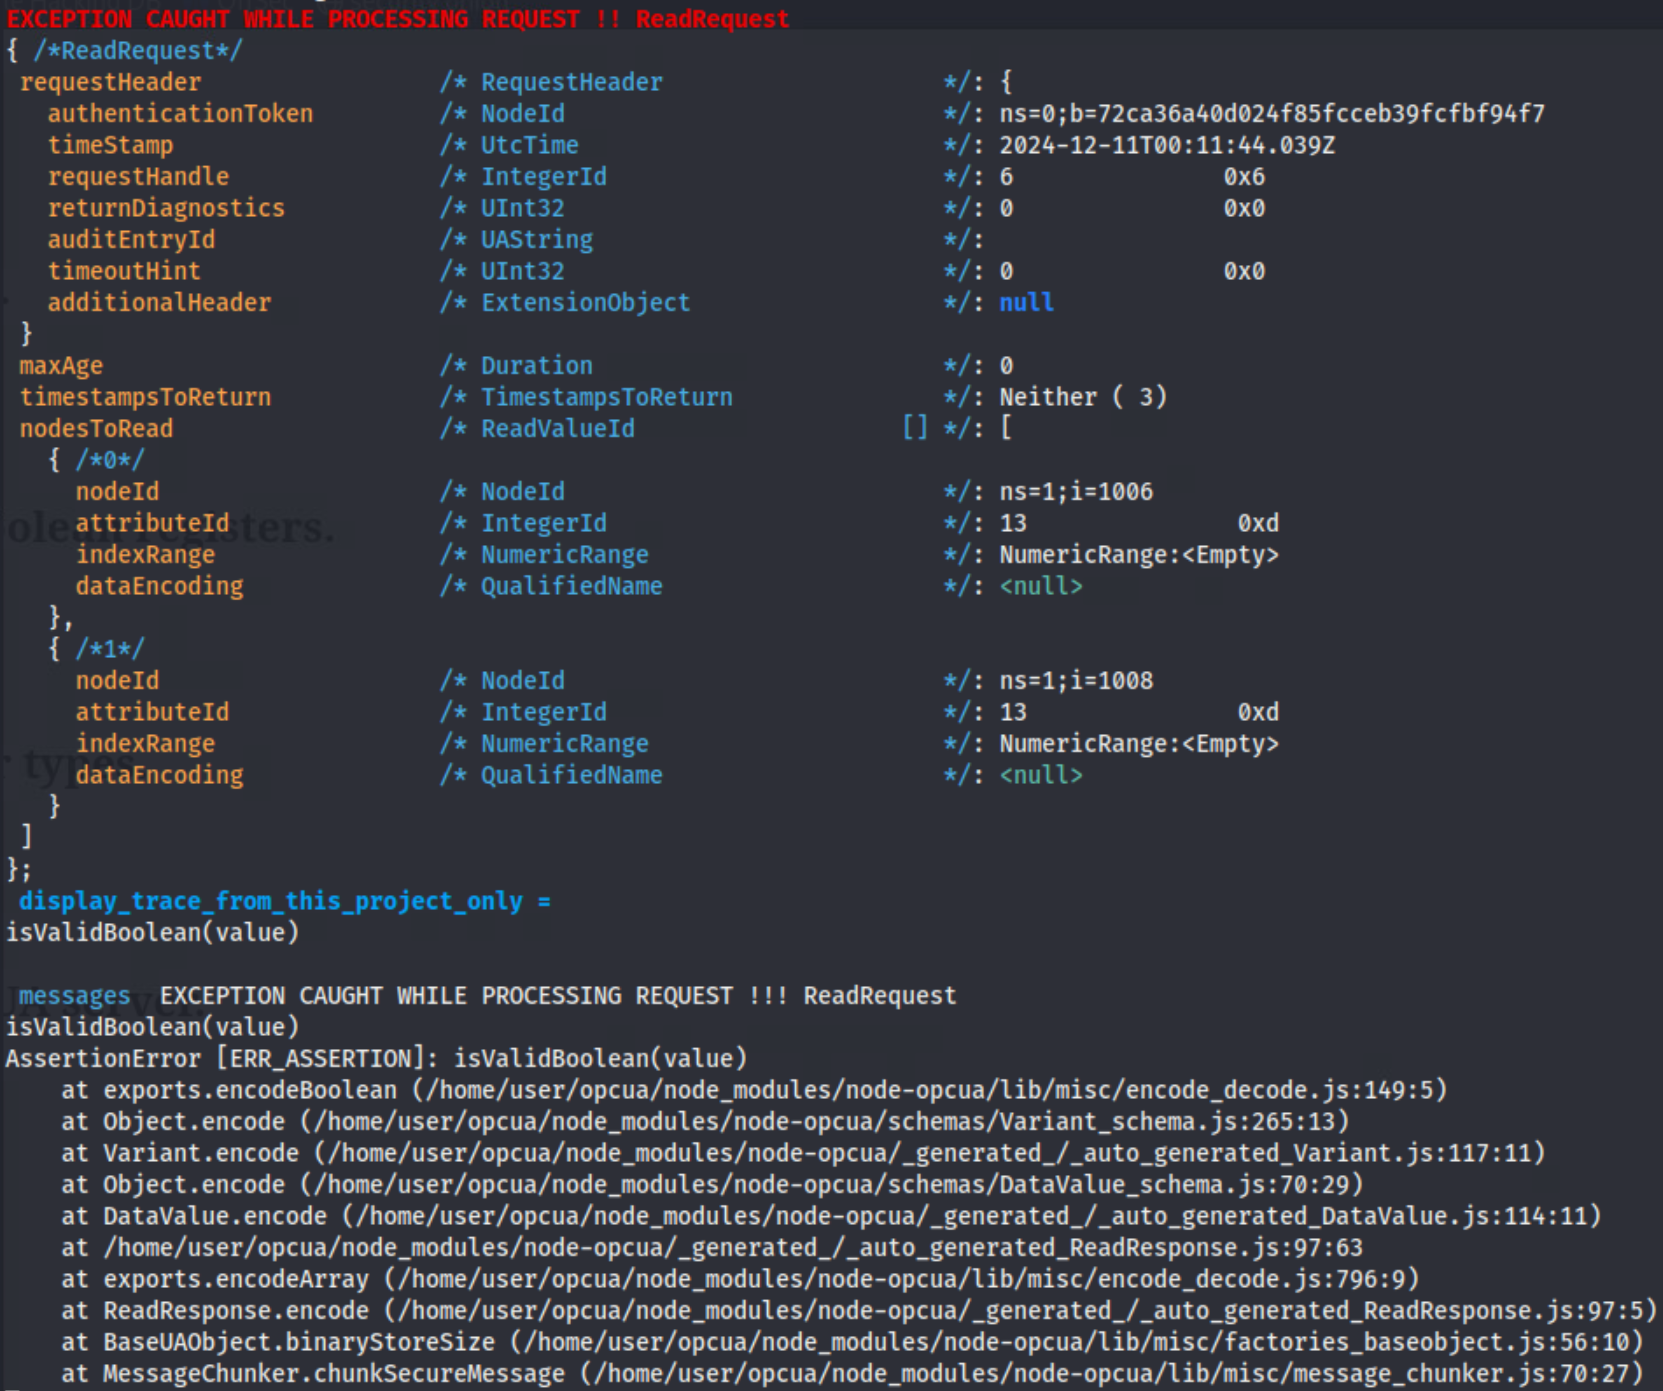 EXCEPTION CAUGHT WHILE PROCESSING REQUEST !! ReadRequest
{ /*ReadRequest*/
requestHeader /* RequestHeader */: {
authenticationToken /* NodeId */: ns=0;b=72ca36a40d024f85fcceb39fcfbf94f7
timeStamp /* UtcTime */: 2024-12-11T00:11:44.039Z
requestHandle /* IntegerId */: 6 0x6
returnDiagnostics /* UInt32 */: 0 0x0
auditEntryId /* UAString */:
timeoutHint /* UInt32 */: 0 0x0
additionalHeader /* ExtensionObject */: null
}
maxAge /* Duration */: 0
timestampsToReturn /* TimestampsToReturn */: Neither ( 3)
nodesToRead /* ReadValueId [] */: [
{ /*0*/
nodeId /* NodeId */: ns=1;i=1006
attributeId /* IntegerId */: 13 0xd
indexRange /* NumericRange */: NumericRange:<Empty>
dataEncoding /* QualifiedName */: <null>
},
{ /*1*/
nodeId /* NodeId */: ns=1;i=1008
attributeId /* IntegerId */: 13 0xd
indexRange /* NumericRange */: NumericRange:<Empty>
dataEncoding /* QualifiedName */: <null>
}
]
};
display_trace_from_this_project_only =
isValidBoolean(value)
messages EXCEPTION CAUGHT WHILE PROCESSING REQUEST !!! ReadRequest
isValidBoolean(value)
AssertionError [ERR_ASSERTION]: isValidBoolean(value)
at exports.encodeBoolean (/home/user/opcua/node_modules/node-opcua/lib/misc/encode_decode.js:149:5)
at Object.encode (/home/user/opcua/node_modules/node-opcua/schemas/Variant_schema.js:265:13)
at Variant.encode (/home/user/opcua/node_modules/node-opcua/_generated_/_auto_generated_Variant.js:117:11)
at Object.encode (/home/user/opcua/node_modules/node-opcua/schemas/DataValue_schema.js:70:29)
at DataValue.encode (/home/user/opcua/node_modules/node-opcua/_generated_/_auto_generated_DataValue.js:114:11)
at /home/user/opcua/node_modules/node-opcua/_generated_/_auto_generated_ReadResponse.js:97:63
at exports.encodeArray (/home/user/opcua/node_modules/node-opcua/lib/misc/encode_decode.js:796:9)
at ReadResponse.encode (/home/user/opcua/node_modules/node-opcua/_generated_/_auto_generated_ReadResponse.js:97:5)
at BaseUAObject.binaryStoreSize (/home/user/opcua/node_modules/node-opcua/lib/misc/factories_baseobject.js:56:10)
at MessageChunker.chunkSecureMessage (/home/user/opcua/node_modules/node-opcua/lib/misc/message_chunker.js:70:27)